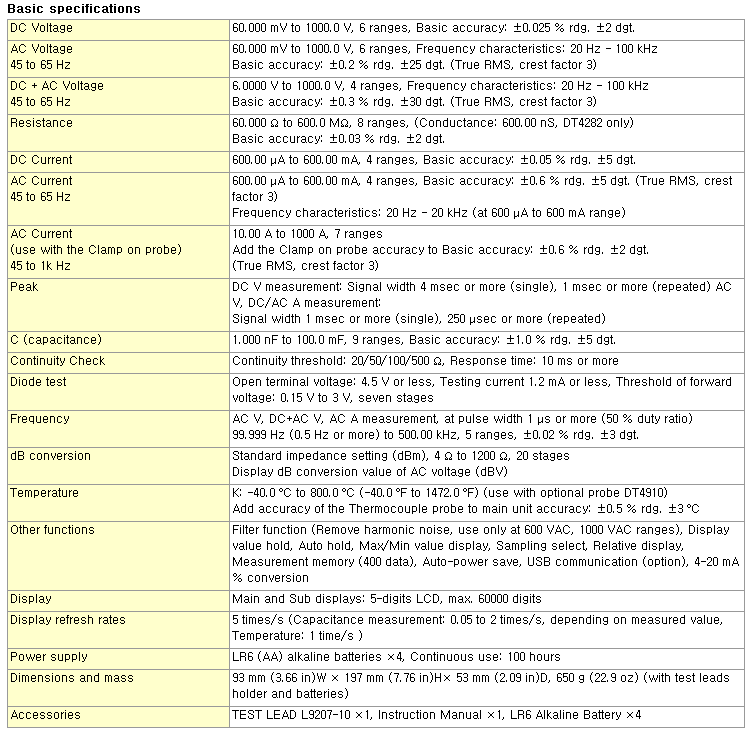 Basic specifications
DC Voltage
60.000 mV to 1000.0 V, 6 ranges, Basic accuracy: ±0.025 % rdg. ±2 dgt.
AC Voltage
45 to 65 Hz
60.000 mV to 1000.0 V, 6 ranges, Frequency characteristics: 20 Hz - 100 kHz
Basic accuracy: ±0.2 % rdg. ±25 dgt. (True RMS, crest factor 3)
DC + AC Voltage
45 to 65 Hz
6.0000 V to 1000.0 V, 4 ranges, Frequency characteristics: 20 Hz - 100 kHz
Basic accuracy: ±0.3 % rdg. ±30 dgt. (True RMS, crest factor 3)
Resistance
60.000 Ω to 600.0 MΩ, 8 ranges, (Conductance: 600.00 nS, DT4282 only)
Basic accuracy: ±0.03 % rdg. ±2 dgt.
DC Current
600.00 µA to 600.00 mA, 4 ranges, Basic accuracy: ±0.05 % rdg. ±5 dgt.
AC Current
45 to 65 Hz
600.00 µA to 600.00 mA, 4 ranges, Basic accuracy: ±0.6 % rdg. ±5 dgt. (True RMS, crest
factor 3)
Frequency characteristics: 20 Hz - 20 kHz (at 600 µA to 600 mA range)
AC Current
(use with the Clamp on probe)
45 to 1k Hz
10.00 A to 1000 A, 7 ranges
Add the Clamp on probe accuracy to Basic accuracy: ±0.6 % rdg. ±2 dgt.
(True RMS, crest factor 3)
Peak
DC V measurement: Signal width 4 msec or more (single), 1 msec or more (repeated) AC
V, DC/AC A measurement:
Signal width 1 msec or more (single), 250 µsec or more (repeated)
C (capacitance)
1.000 nF to 100.0 mF, 9 ranges, Basic accuracy: ±1.0 % rdg. ±5 dgt.
Continuity Check
Continuity threshold: 20/50/100/500 Ω, Response time: 10 ms or more
Diode test
Open terminal voltage: 4.5 V or less, Testing current 1.2 mA or less, Threshold of forward
voltage: 0.15 V to 3 V, seven stages
Frequency
AC V, DC+AC V, AC A measurement, at pulse width 1 µs or more (50 % duty ratio)
99.999 Hz (0.5 Hz or more) to 500.00 kHz, 5 ranges, ±0.02 % rdg. ±3 dgt.
dB conversion
Standard impedance setting (dBm), 4 Ω to 1200 Ω, 20 stages
Display dB conversion value of AC voltage (dBV)
Temperature
K: -40.0 °C to 800.0 °C (-40.0 °F to 1472.0 °F) (use with optional probe DT4910)
Add accuracy of the Thermocouple probe to main unit accuracy: ±0.5 % rdg. ±3 °C
Other functions
Filter function (Remove harmonic noise, use only at 600 VAC, 1000 VAC ranges), Display
value hold, Auto hold, Max/Min value display, Sampling select, Relative display,
Measurement memory (400 data), Auto-power save, USB communication (option), 4-20 mA
% conversion
Display
Main and Sub displays: 5-digits LCD, max. 60000 digits
Display refresh rates
5 times/s (Capacitance measurement: 0.05 to 2 times/s, depending on measured value,
Temperature: 1 time/s )
Power supply
LR6 (AA) alkaline batteries ×4, Continuous use: 100 hours
Dimensions and mass
93 mm (3.66 in)W × 197 mm (7.76 in)H× 53 mm (2.09 in)D, 650 g (22.9 oz) (with test leads
holder and batteries)
Accessories
TEST LEAD L9207-10 ×1, Instruction Manual ×1, LR6 Alkaline Battery ×4